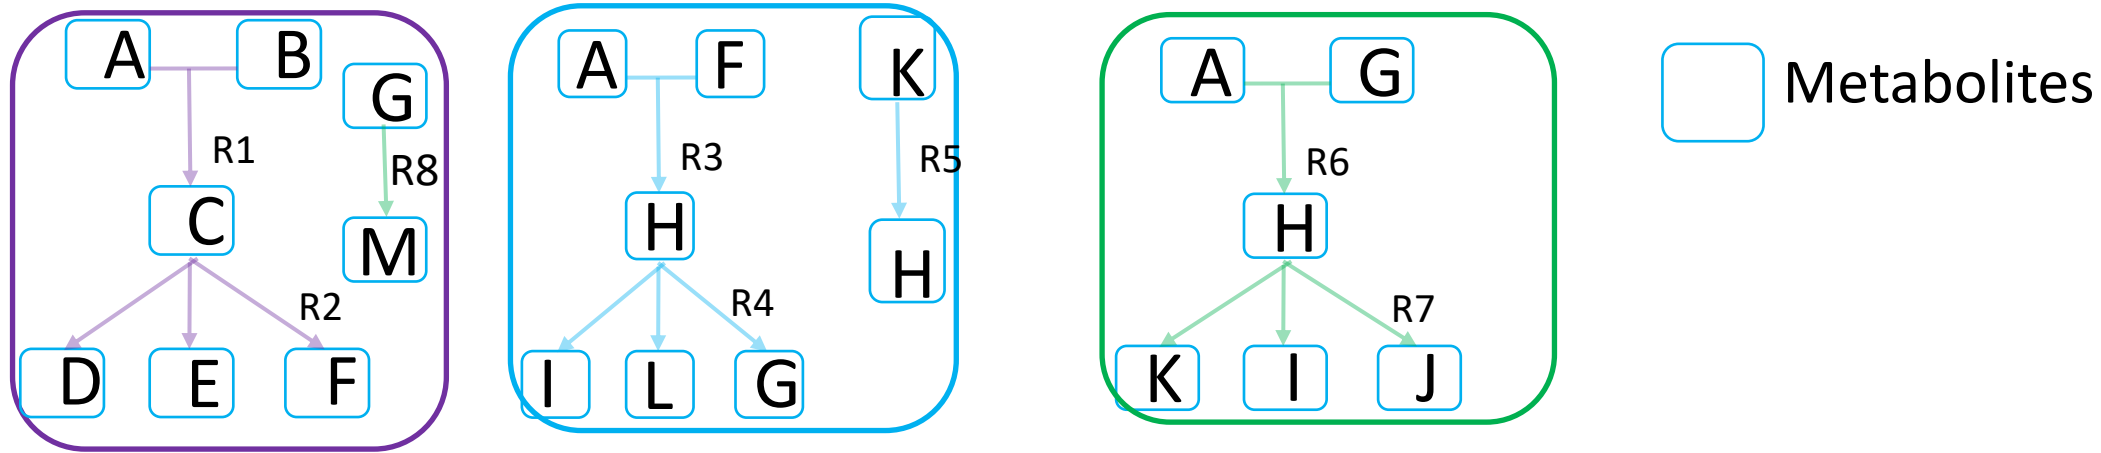 A B
G
R1
R8
C
M
R2
D E F
A F K
R3 R5
H
H
R4
I L G
A G
R6
H
R7
K I J
Metabolites